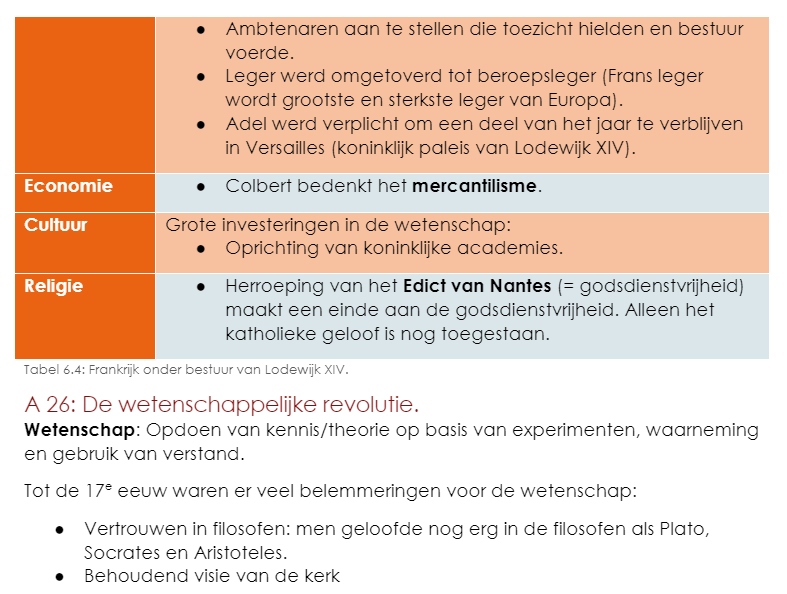 ● Ambtenaren aan te stellen die toezicht hielden en bestuur
voerde.
● Leger werd omgetoverd tot beroepsleger (Frans leger
wordt grootste en sterkste leger van Europa).
● Adel werd verplicht om een deel van het jaar te verblijven
in Versailles (koninklijk paleis van Lodewijk XIV).
Economie
● Colbert bedenkt het mercantilisme.
Cultuur
Grote investeringen in de wetenschap:
● Oprichting van koninklijke academies.
Religie
● Herroeping van het Edict van Nantes (= godsdienstvrijheid)
maakt een einde aan de godsdienstvrijheid. Alleen het
katholieke geloof is nog toegestaan.
Tabel 6.4: Frankrijk onder bestuur van Lodewijk XIV.
A 26: De wetenschappelijke revolutie.
Wetenschap: Opdoen van kennis/theorie op basis van experimenten, waarneming
en gebruik van verstand.
Tot de 17e eeuw waren er veel belemmeringen voor de wetenschap:
● Vertrouwen in filosofen: men geloofde nog erg in de filosofen als Plato,
Socrates en Aristoteles.
● Behoudend visie van de kerk